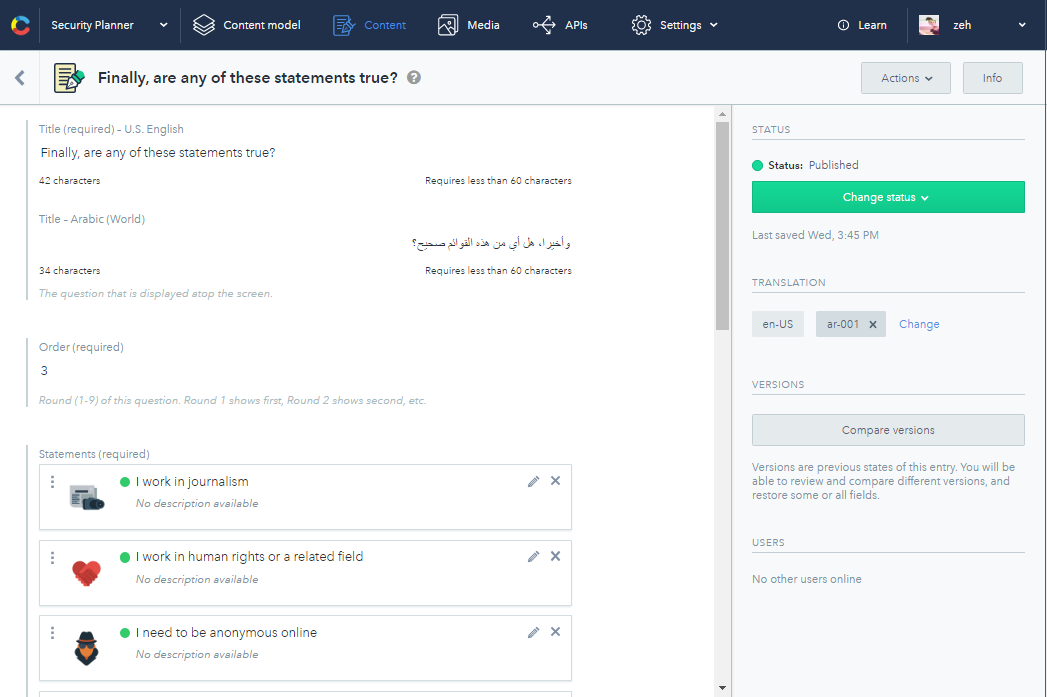 Security Planner
Content model
Content
Media
APIs
Settings
Learn
zeh
Finally, are any of these statements true?
Actions
Info
Title (required) – U.S. English
Finally, are any of these statements true?
42 characters
Requires less than 60 characters
Title – Arabic (World)
وأخيرا، هل أي من هذه القوائم صحيح؟
34 characters
Requires less than 60 characters
The question that is displayed atop the screen.
Order (required)
3
Round (1-9) of this question. Round 1 shows first, Round 2 shows second, etc.
Statements (required)
I work in journalism
No description available
I work in human rights or a related field
No description available
I need to be anonymous online
No description available
STATUS
Status: Published
Change status
Last saved Wed, 3:45 PM
TRANSLATION
en-US
ar-001
Change
VERSIONS
Compare versions
Versions are previous states of this entry. You will be
able to review and compare different versions, and
restore some or all fields.
USERS
No other users online